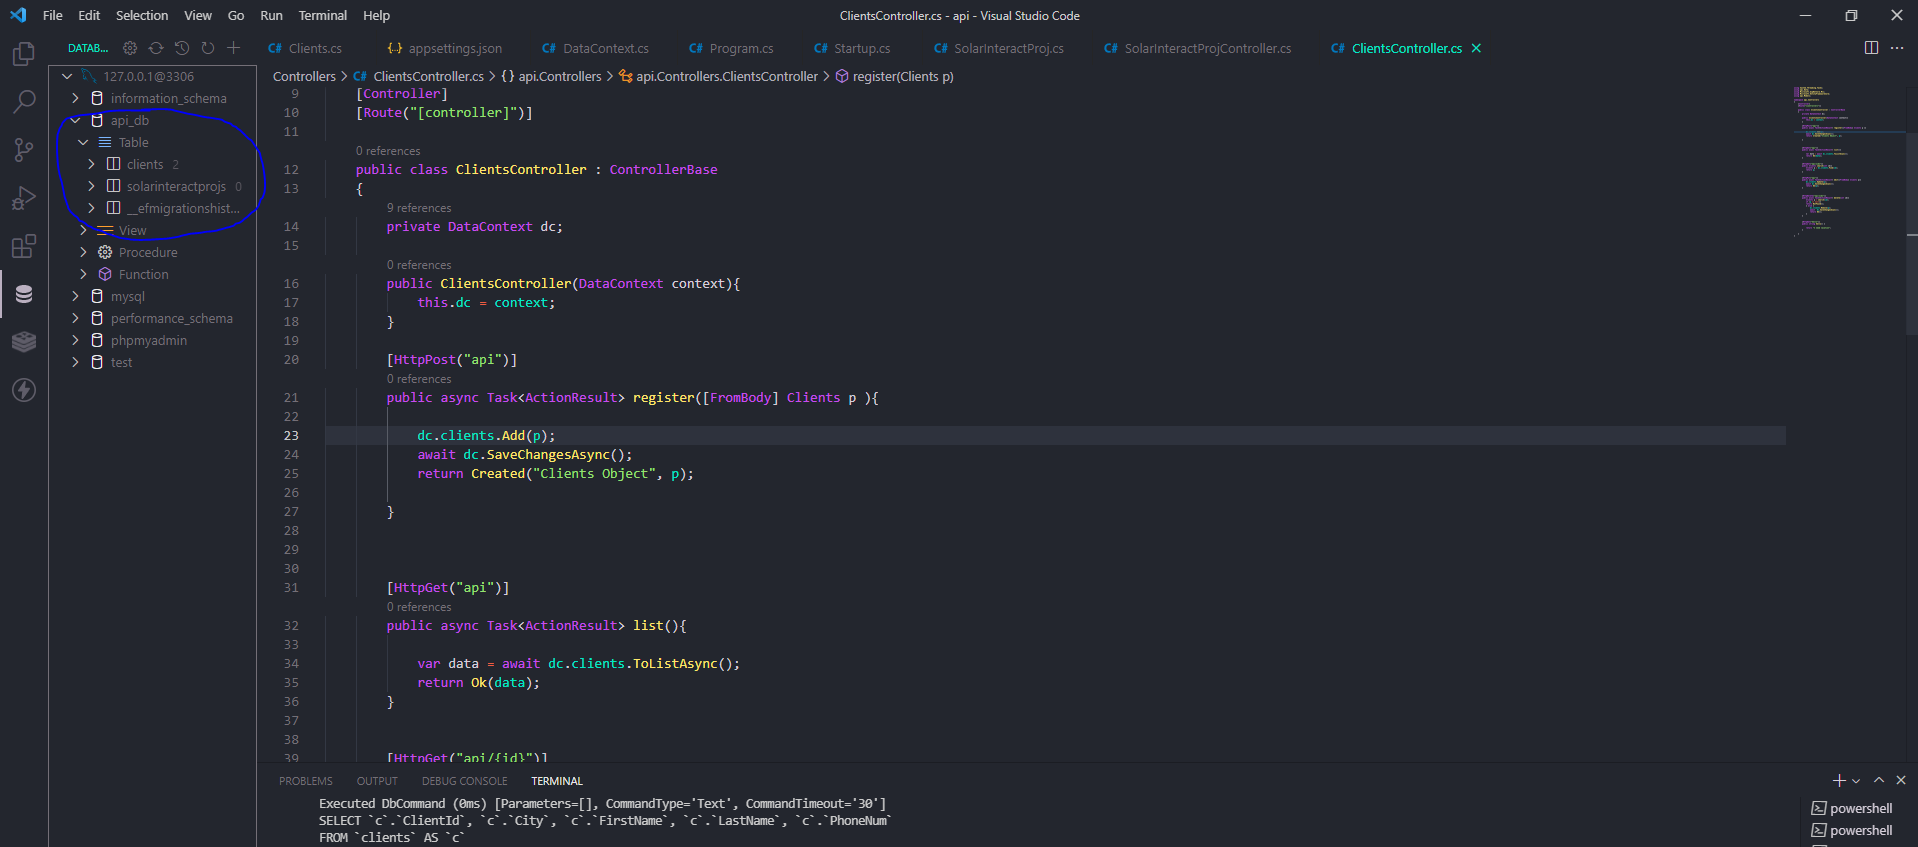 File Edit Selection View Go Run Terminal Help
ClientsController.cs - api - Visual Studio Code
DATAB...
C# Clients.cs {..} appsettings.json C# DataContext.cs C# Program.cs C# Startup.cs C# SolarInteractProj.cs C# SolarInteractProjController.cs C# ClientsController.cs
127.0.0.1@3306
information_schema
api_db
Table
clients 2
solarinteractprojs 0
__efmigrationshist...
View
Procedure
Function
mysql
performance_schema
phpmyadmin
test
Controllers > C# ClientsController.cs > {} api.Controllers > api.Controllers.ClientsController > register(Clients p)
9 [Controller]
10 [Route("[controller]")]
11
0 references
12 public class ClientsController : ControllerBase
13 {
9 references
14 private DataContext dc;
15
0 references
16 public ClientsController(DataContext context){
17 this.dc = context;
18 }
19
20 [HttpPost("api")]
0 references
21 public async Task<ActionResult> register([FromBody] Clients p ){
22
23 dc.clients.Add(p);
24 await dc.SaveChangesAsync();
25 return Created("Clients Object", p);
26
27 }
28
29
30
31 [HttpGet("api")]
0 references
32 public async Task<ActionResult> list(){
33
34 var data = await dc.clients.ToListAsync();
35 return Ok(data);
36 }
37
38
39 [HttpGet("api/{id}")]
PROBLEMS OUTPUT DEBUG CONSOLE TERMINAL
Executed DbCommand (0ms) [Parameters=[], CommandType='Text', CommandTimeout='30']
SELECT `c`.`ClientId`, `c`.`City`, `c`.`FirstName`, `c`.`LastName`, `c`.`PhoneNum`
FROM `clients` AS `c`
powershell
powershell